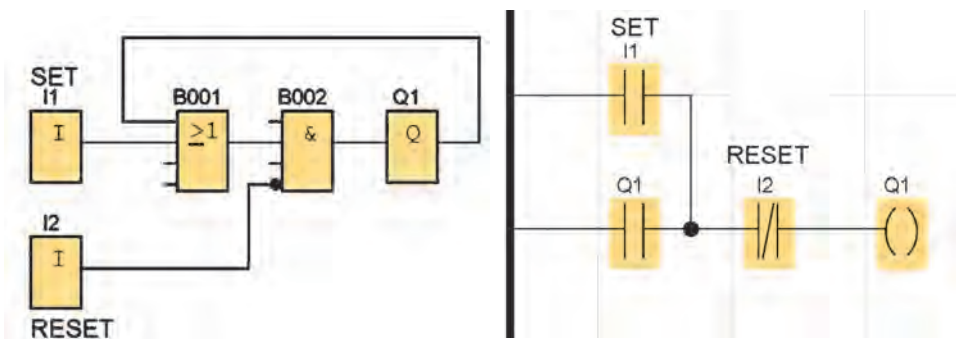 SET
I1
I
B001
≥1
B002
&
Q1
Q
I2
I
RESET
SET
I1
Q1
RESET
I2
Q1